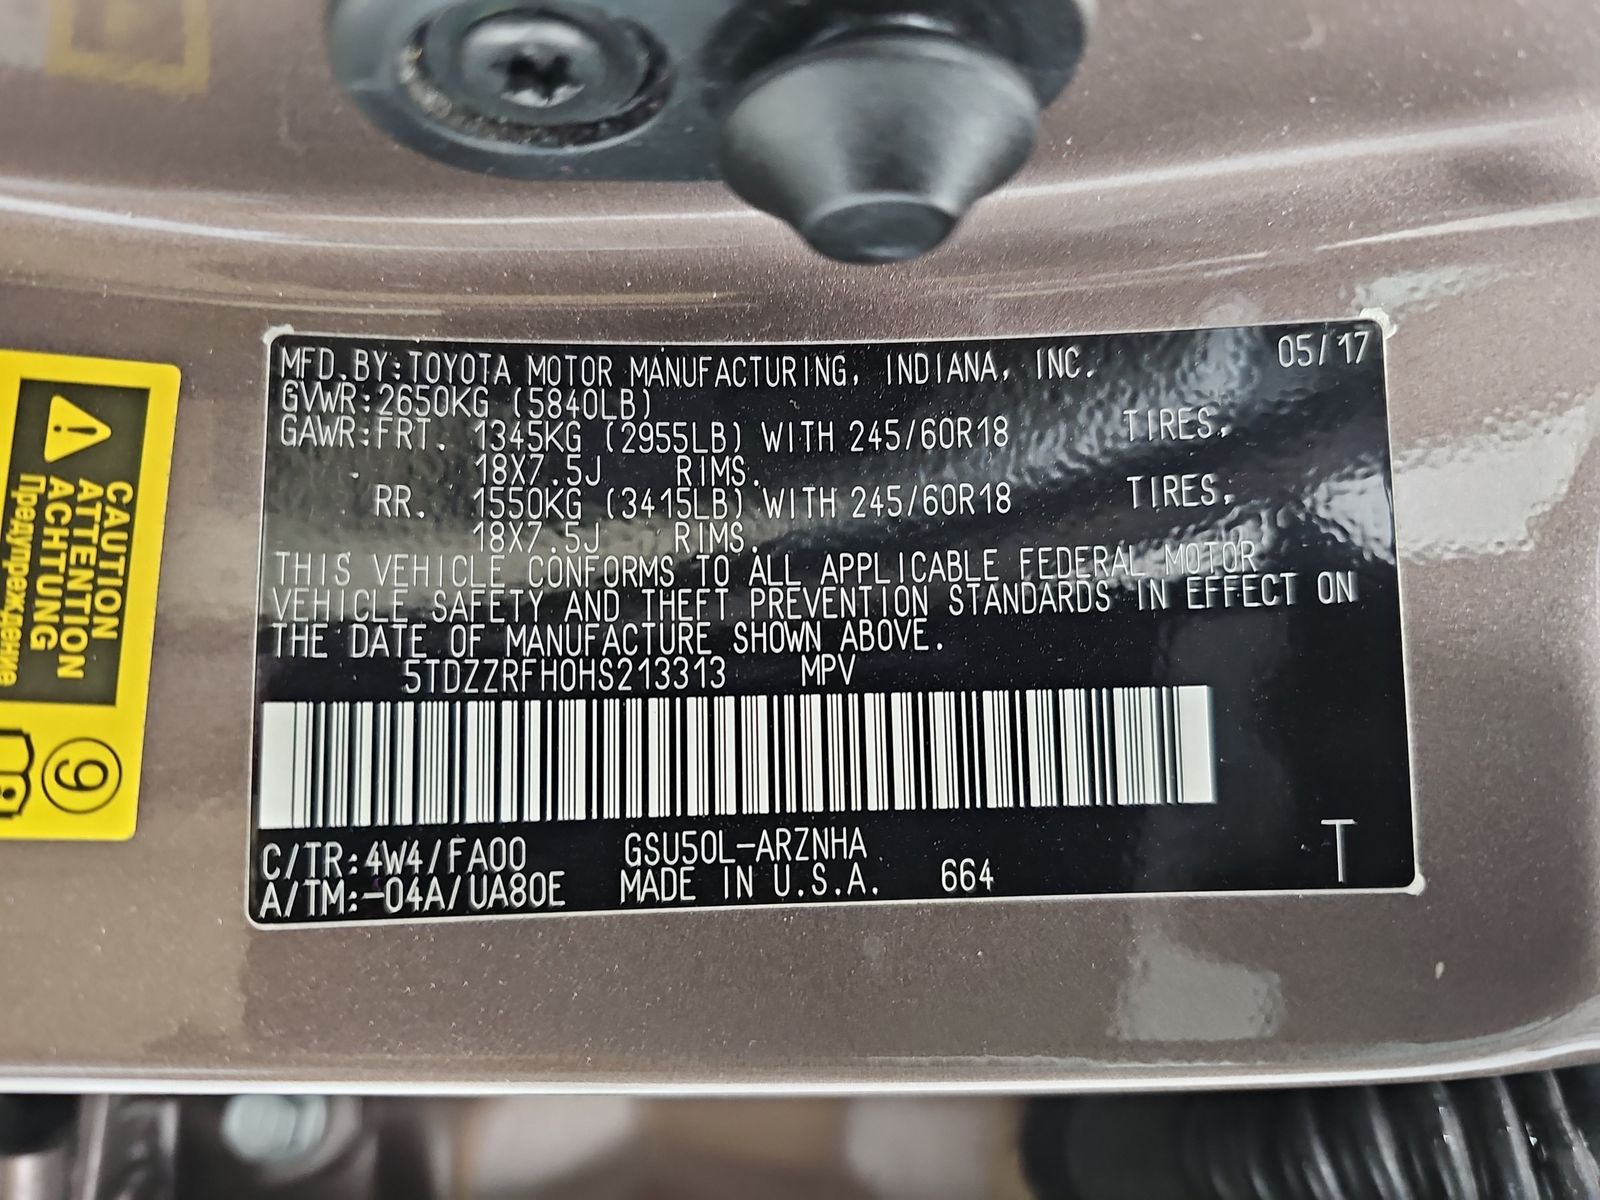 MFD.BY:TOYOTA MOTOR MANUFACTURING, INDIANA, INC. 05/17
GVWR:2650KG (5840LB)
GAWR:FRT. 1345KG (2955LB) WITH 245/60R18 TIRES,
18X7.5J RIMS.
RR. 1550KG (3415LB) WITH 245/60R18 TIRES,
18X7.5J RIMS.
THIS VEHICLE CONFORMS TO ALL APPLICABLE FEDERAL MOTOR
VEHICLE SAFETY AND THEFT PREVENTION STANDARDS IN EFFECT ON
THE DATE OF MANUFACTURE SHOWN ABOVE.
5TDZZRFH0HS213313 MPV
C/TR:4W4/FA00 GSU50L-ARZNHA
A/TM:-04A/UA80E MADE IN U.S.A. 664 T
CAUTION
ATTENTION
ACHTUNG
Предупреждение
9